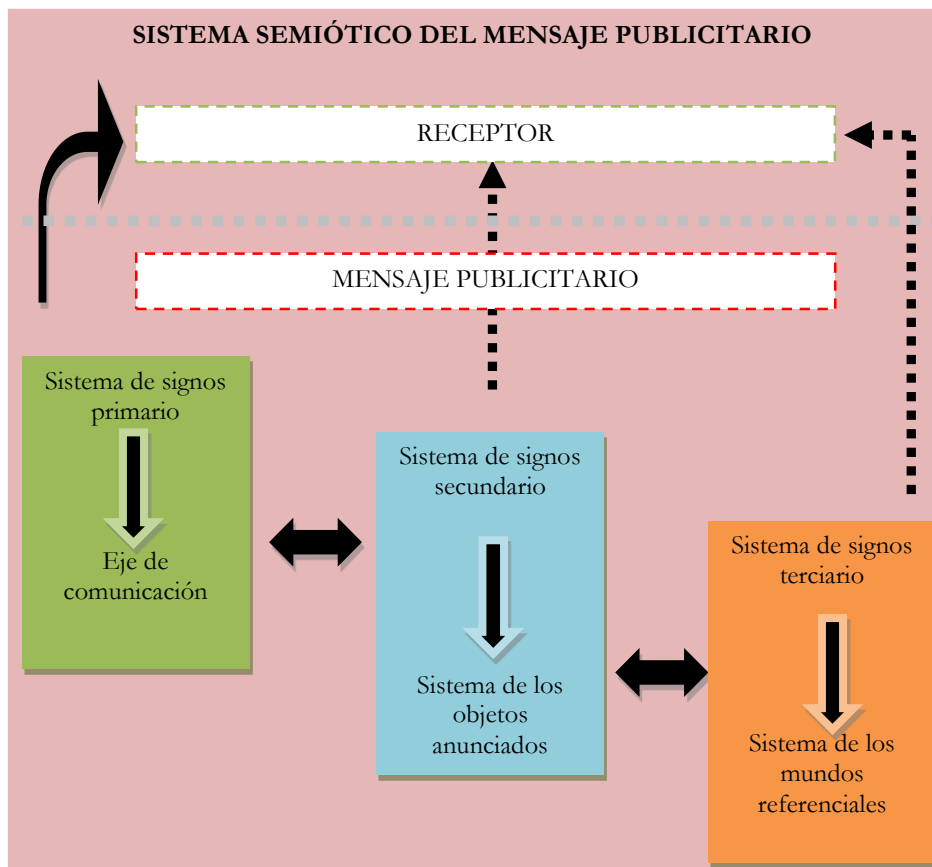 SISTEMA SEMIÓTICO DEL MENSAJE PUBLICITARIO
RECEPTOR
MENSAJE PUBLICITARIO
Sistema de signos
primario
Eje de
comunicación
Sistema de signos
secundario
Sistema de los
objetos
anunciados
Sistema de signos
terciario
Sistema de los
mundos
referenciales